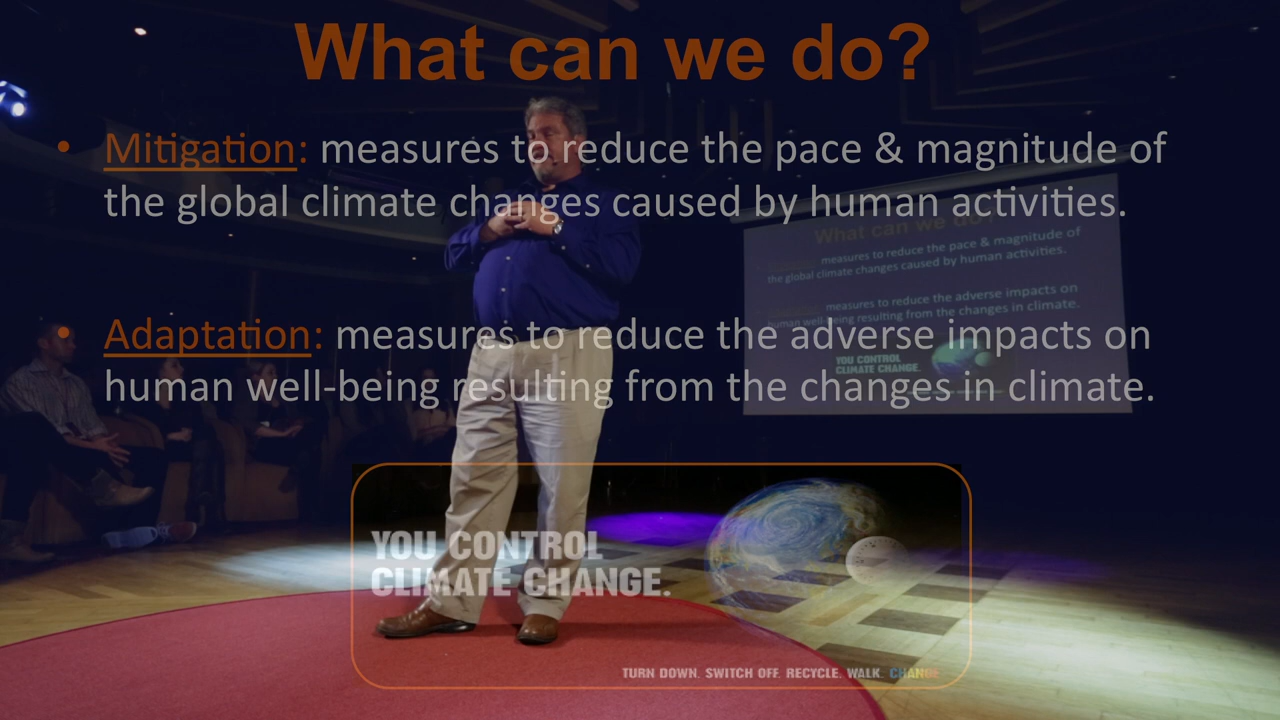 What can we do?
• Mitigation: measures to reduce the pace & magnitude of
the global climate changes caused by human activities.
• Adaptation: measures to reduce the adverse impacts on
human well-being resulting from the changes in climate.
What can we do?
measures to reduce the pace & magnitude of
the global climate changes caused by human activities.
measures to reduce the adverse impacts on
human well-being resulting from the changes in climate.
YOU CONTROL
CLIMATE CHANGE.
YOU CONTROL
CLIMATE CHANGE.
TURN DOWN. SWITCH OFF. RECYCLE. WALK. CHANGE